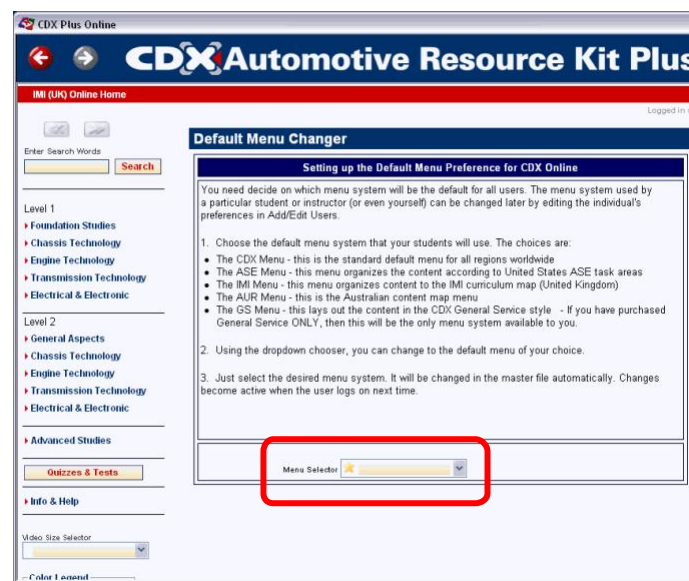 CDX Plus Online
CDX Automotive Resource Kit Plus
IMI (UK) Online Home
Logged in
Default Menu Changer
Enter Search Words
Search
Setting up the Default Menu Preference for CDX Online
You need decide on which menu system will be the default for all users. The menu system used by
a particular student or instructor (or even yourself) can be changed later by editing the individual's
preferences in Add/Edit Users.
1. Choose the default menu system that your students will use. The choices are:
• The CDX Menu - this is the standard default menu for all regions worldwide
• The ASE Menu - this menu organizes the content according to United States ASE task areas
• The IMI Menu - this menu organizes content to the IMI curriculum map (United Kingdom)
• The AUR Menu - this is the Australian content map menu
• The GS Menu - this lays out the content in the CDX General Service style - If you have purchased
General Service ONLY, then this will be the only menu system available to you.
2. Using the dropdown chooser, you can change to the default menu of your choice.
3. Just select the desired menu system. It will be changed in the master file automatically. Changes
become active when the user logs on next time.
Menu Selector
Level 1
Foundation Studies
Chassis Technology
Engine Technology
Transmission Technology
Electrical & Electronic
Level 2
General Aspects
Chassis Technology
Engine Technology
Transmission Technology
Electrical & Electronic
Advanced Studies
Quizzes & Tests
Info & Help
Video Size Selector
Color Legend